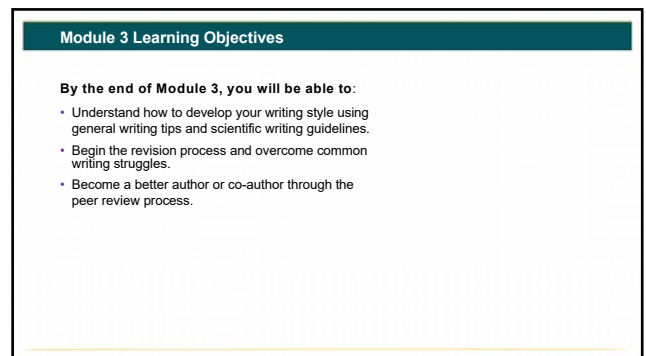 Module 3 Learning Objectives
By the end of Module 3, you will be able to:
• Understand how to develop your writing style using
general writing tips and scientific writing guidelines.
• Begin the revision process and overcome common
writing struggles.
• Become a better author or co-author through the
peer review process.